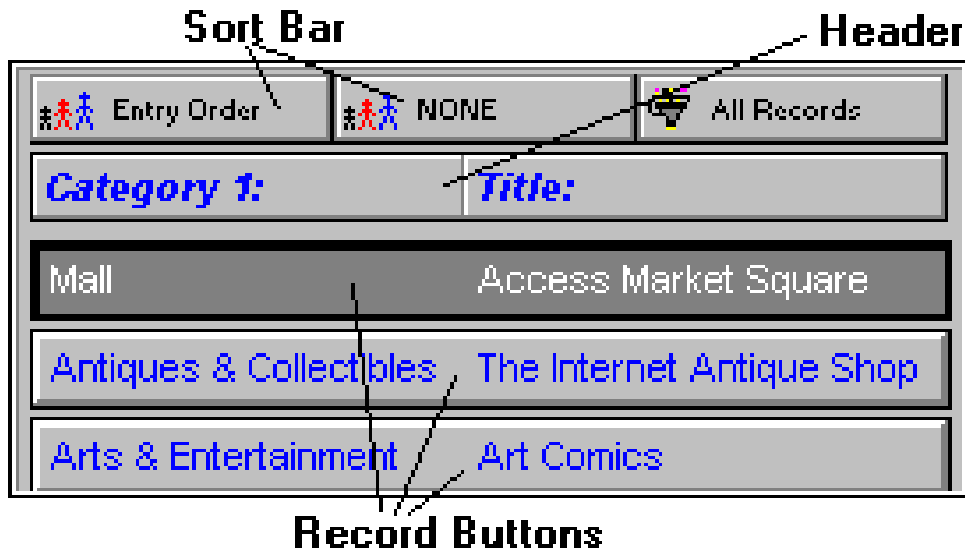 Sort Bar Header
Entry Order NONE All Records
Category 1: Title:
Mall Access Market Square
Antiques & Collectibles The Internet Antique Shop
Arts & Entertainment Art Comics
Record Buttons